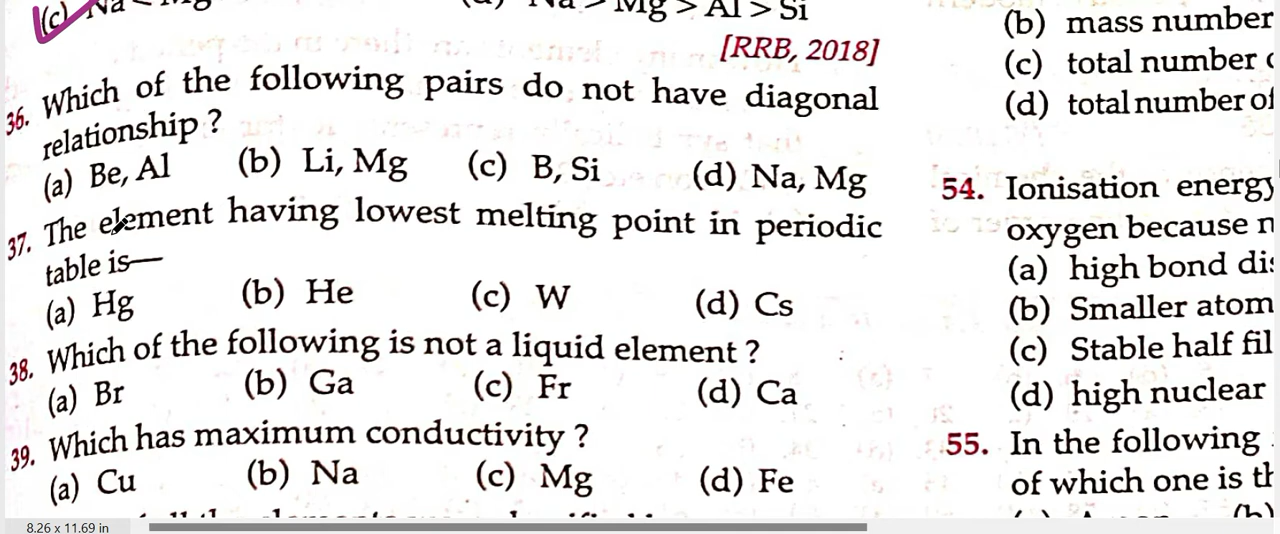 (c) Na
Mg > Al > Si
[RRB, 2018]
36. Which of the following pairs do not have diagonal
relationship ?
(a) Be, Al (b) Li, Mg (c) B, Si (d) Na, Mg
37. The element having lowest melting point in periodic
table is—
(a) Hg (b) He (c) W (d) Cs
38. Which of the following is not a liquid element ?
(a) Br (b) Ga (c) Fr (d) Ca
39. Which has maximum conductivity ?
(a) Cu (b) Na (c) Mg (d) Fe
(b) mass number
(c) total number
(d) total number of
54. Ionisation energy
oxygen because
(a) high bond
(b) Smaller atom
(c) Stable half
(d) high nuclear
55. In the following
of which one is
8.26 x 11.69 in